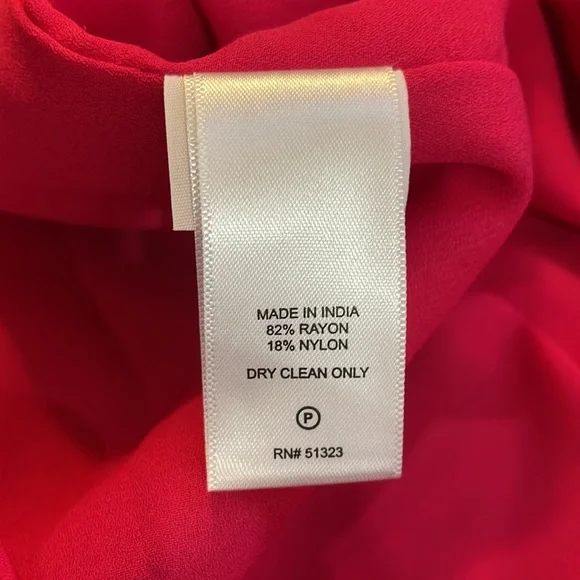 MADE IN INDIA
82% RAYON
18% NYLON
DRY CLEAN ONLY
P
RN# 51323